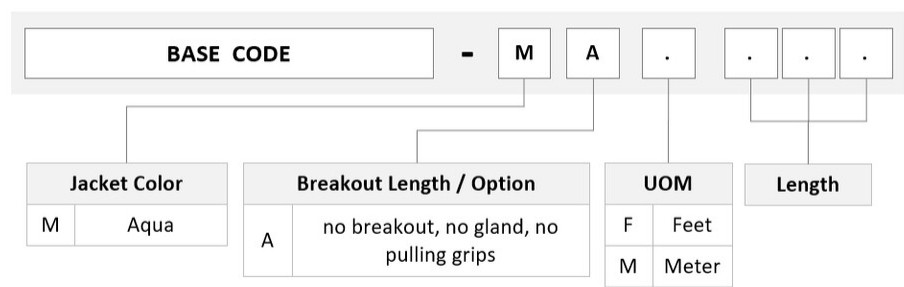 BASE CODE - M A . . . .
Jacket Color
M Aqua
Breakout Length / Option
A no breakout, no gland, no
pulling grips
UOM
F Feet
M Meter
Length